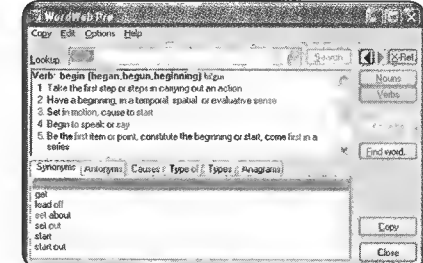 WordWeb Pro
Copy Edit Options Help
Lookup Search X-Ref
Verb: begin (began,begun,beginning) bi'gin
Nouns
1 Take the first step or steps in carrying out an action
Verbs
2 Have a beginning, in a temporal, spatial, or evaluative sense
3. Set in motion, cause to start
4 Begin to speak or say
5. Be the first item or point, constitute the beginning or start, come first in a
series
Find word.
Synonyms Antonyms Causes Type of Types Anagrams
get
lead off
set about
set out
start
start out
Copy
Close